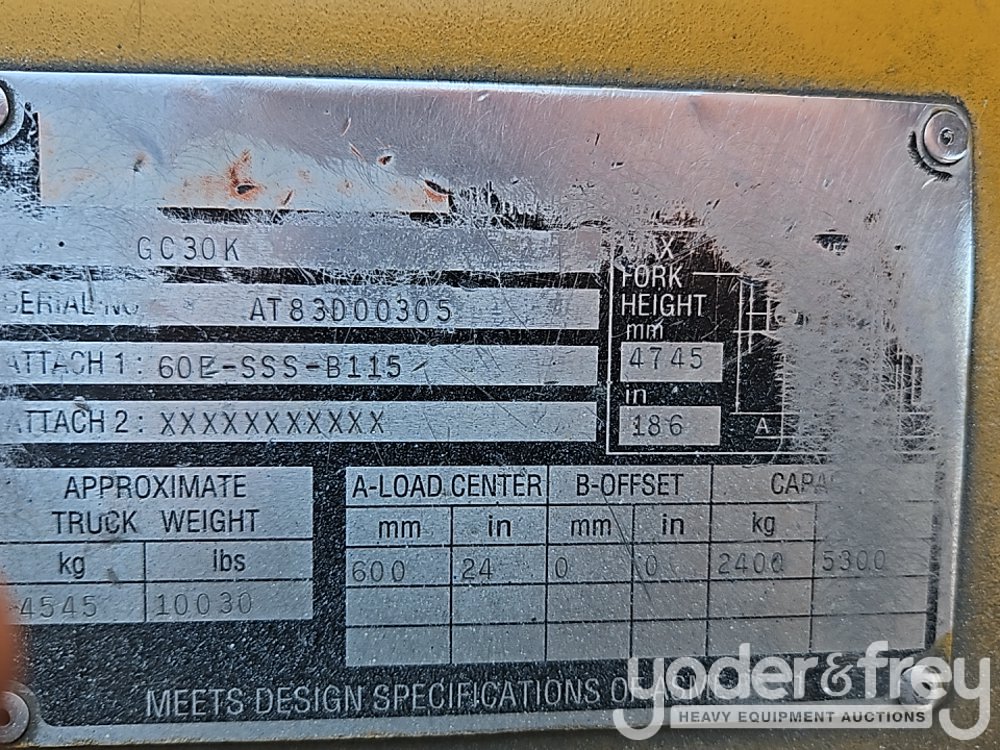 GC30K
SERIAL NO. AT83D00305
ATTACH 1: 60E-SSS-B115
ATTACH 2: XXXXXXXXXXX
FORK
HEIGHT
mm
4745
in
186
A
APPROXIMATE
TRUCK WEIGHT
kg lbs
4545 10030
A-LOAD CENTER B-OFFSET
mm in mm in kg
600 24 0 0 2400 5300
MEETS DESIGN SPECIFICATIONS OF
yoder&frey
HEAVY EQUIPMENT AUCTIONS